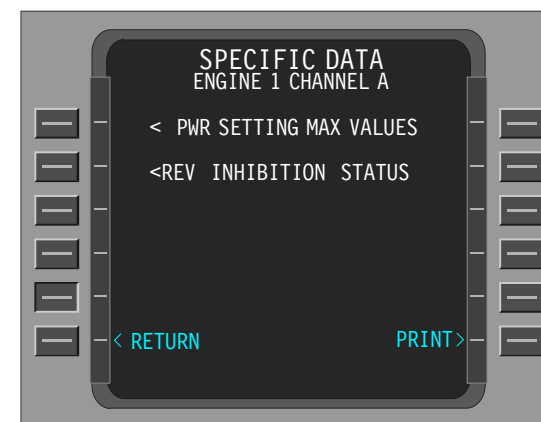 SPECIFIC DATA
ENGINE 1 CHANNEL A
< PWR SETTING MAX VALUES
<REV INHIBITION STATUS
< RETURN PRINT>